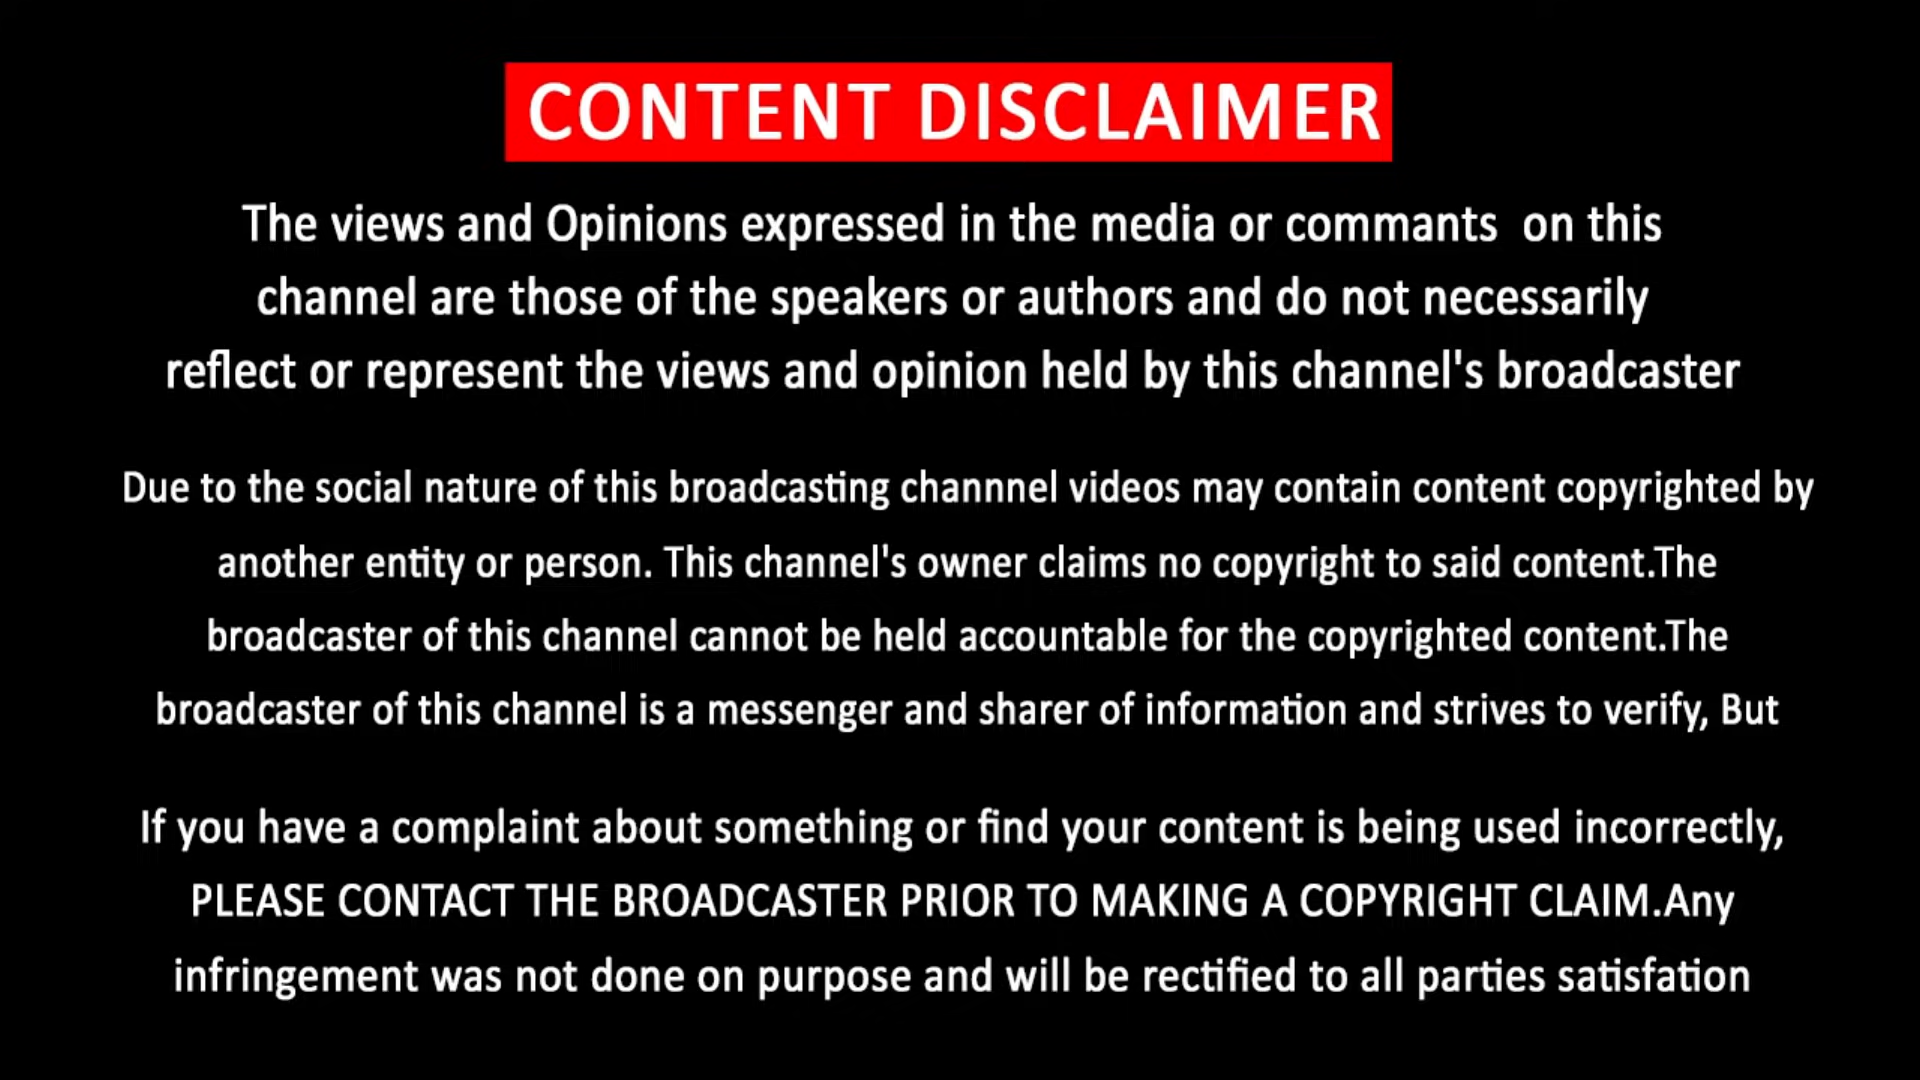 CONTENT DISCLAIMER
The views and Opinions expressed in the media or commants on this
channel are those of the speakers or authors and do not necessarily
reflect or represent the views and opinion held by this channel's broadcaster
Due to the social nature of this broadcasting channnel videos may contain content copyrighted by
another entity or person. This channel's owner claims no copyright to said content.The
broadcaster of this channel cannot be held accountable for the copyrighted content.The
broadcaster of this channel is a messenger and sharer of information and strives to verify, But
If you have a complaint about something or find your content is being used incorrectly,
PLEASE CONTACT THE BROADCASTER PRIOR TO MAKING A COPYRIGHT CLAIM.Any
infringement was not done on purpose and will be rectified to all parties satisfation